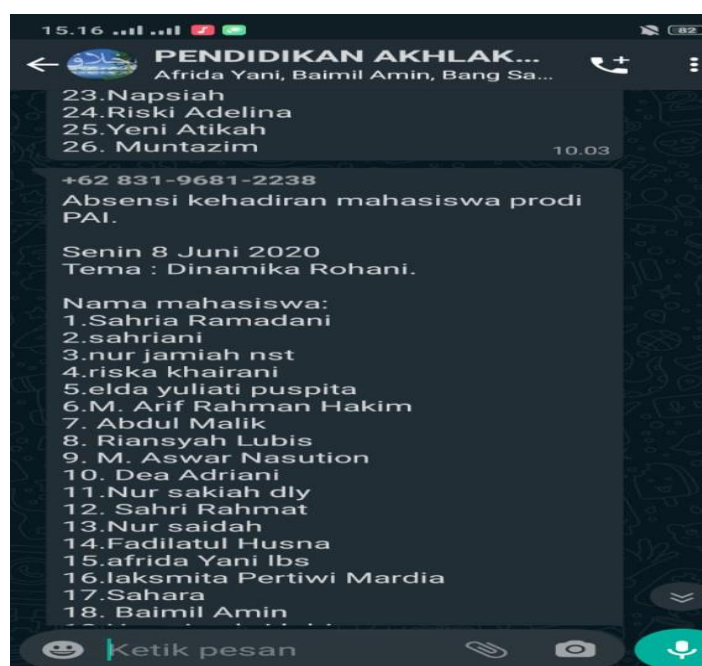 15.16
82
PENDIDIKAN AKHLAK...
Afrida Yani, Baimil Amin, Bang Sa...
23.Napsiah
24.Riski Adelina
25.Yeni Atikah
26. Muntazim
10.03
+62 831-9681-2238
Absensi kehadiran mahasiswa prodi
PAI.
Senin 8 Juni 2020
Tema : Dinamika Rohani.
Nama mahasiswa:
1.Sahria Ramadani
2.sahriani
3.nur jamiah nst
4.riska khairani
5.elda yuliati puspita
6.M. Arif Rahman Hakim
7. Abdul Malik
8. Riansyah Lubis
9. M. Aswar Nasution
10. Dea Adriani
11.Nur sakiah dly
12. Sahri Rahmat
13.Nur saidah
14.Fadilatul Husna
15.afrida Yani lbs
16.laksmita Pertiwi Mardia
17.Sahara
18. Baimil Amin
Ketik pesan